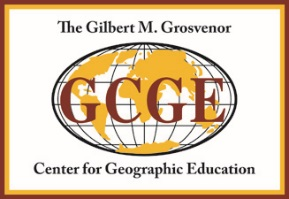 The Gilbert M. Grosvenor
GCGE
Center for Geographic Education